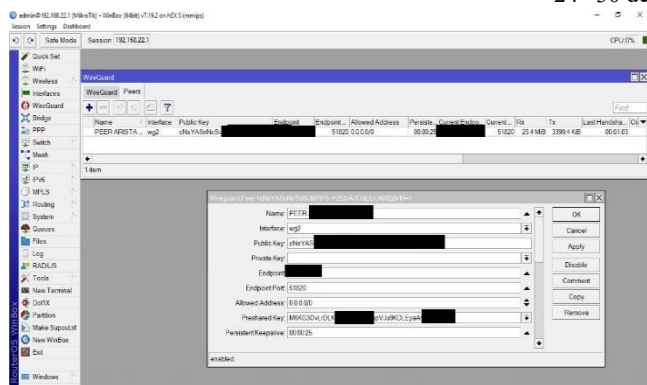 admin@192.168.22.1 (MikroTik) - WinBox (64bit) v7.19.2 on hEX S (mmips)
Session Settings Dashboard
Safe Mode Session: 192.168.22.1 CPU:0%
Quick Set
WiFi
Wireless
Interfaces
WireGuard
Bridge
PPP
Switch
Mesh
IP
IPv6
MPLS
Routing
System
Queues
Files
Log
RADIUS
Tools
New Terminal
Dot1X
Partition
Make Supout.rif
New WinBox
Exit
Windows
RouterOS WinBox
WireGuard
WireGuard Peers
Find
Name Interface Public Key Endpoint Endpoint... Allowed Address Persiste... Current Endpo... Current... Rx Tx Last Handsha...
PEER ARISTA... wg2 51820 0.0.0.0/0 00:00:25 51820 25.4 MiB 3399.4 KiB 00:01:03
1 item
Wireguard Peer
Name: PEER
Interface: wg2
Public Key: cNsYAS
Private Key:
Endpoint
Endpoint Port: 51820
Allowed Address: 0.0.0.0/0
Preshared Key:
Persistent Keepalive: 00:00:25
OK
Cancel
Apply
Disable
Comment
Copy
Remove
enabled